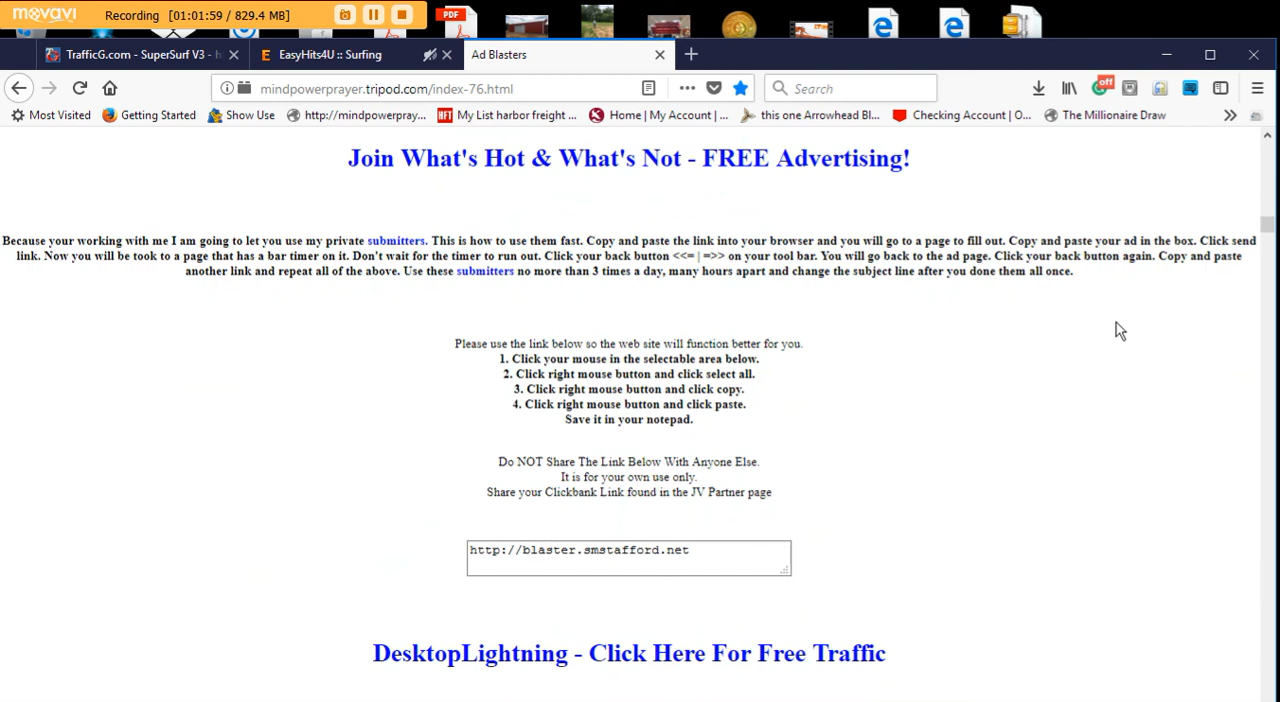 movavi
Recording [01:01:59 / 829.4 MB]
PDF
TrafficG.com - SuperSurf V3 - h
EasyHits4U :: Surfing
Ad Blasters
mindpowerprayer.tripod.com/index-76.html
Search
off
Most Visited
Getting Started
Show Use
http://mindpowerpray...
HFT
My List harbor freight ...
Home | My Account | ...
this one Arrowhead Bl...
Checking Account | O...
The Millionaire Draw
Join What's Hot & What's Not - FREE Advertising!
Because your working with me I am going to let you use my private submitters. This is how to use them fast. Copy and paste the link into your browser and you will go to a page to fill out. Copy and paste your ad in the box. Click send
link. Now you will be took to a page that has a bar timer on it. Don't wait for the timer to run out. Click your back button <<= | =>> on your tool bar. You will go back to the ad page. Click your back button again. Copy and paste
another link and repeat all of the above. Use these submitters no more than 3 times a day, many hours apart and change the subject line after you done them all once.
Please use the link below so the web site will function better for you.
1. Click your mouse in the selectable area below.
2. Click right mouse button and click select all.
3. Click right mouse button and click copy.
4. Click right mouse button and click paste.
Save it in your notepad.
Do NOT Share The Link Below With Anyone Else.
It is for your own use only.
Share your Clickbank Link found in the JV Partner page
http://blaster.smstafford.net
DesktopLightning - Click Here For Free Traffic